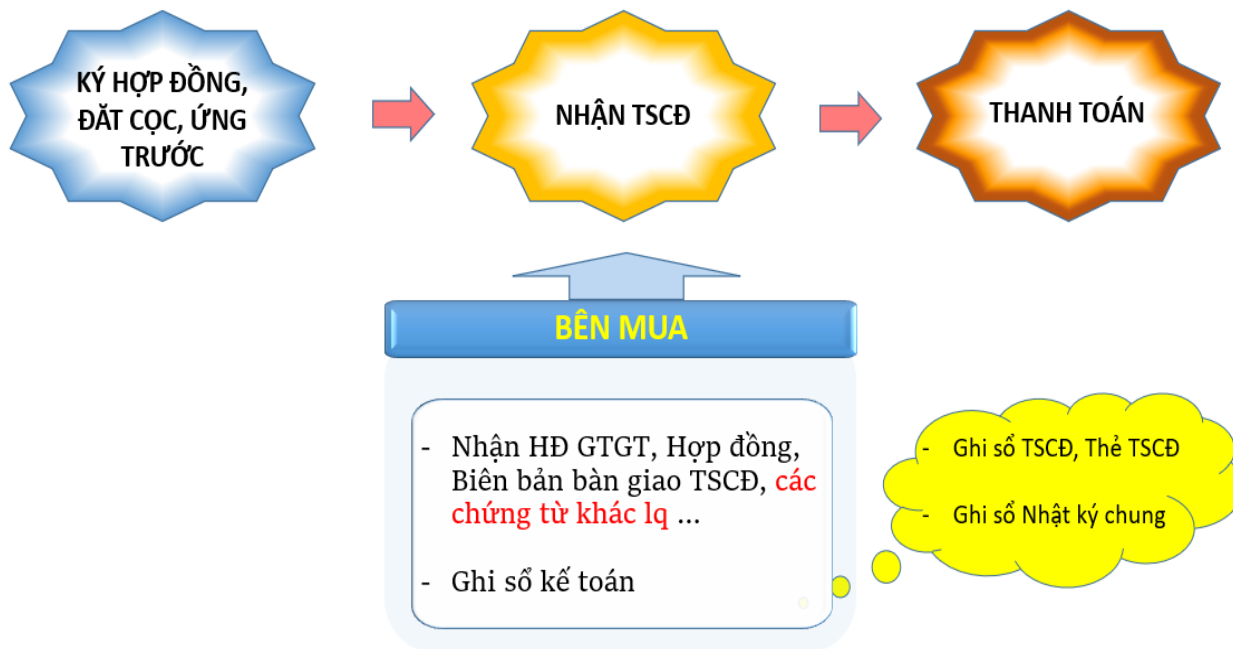 KÝ HỢP ĐỒNG,
ĐĂT CỌC, ỨNG
TRƯỚC
NHẬN TSCĐ
THANH TOÁN
BÊN MUA
- Nhận HĐ GTGT, Hợp đồng,
Biên bản bàn giao TSCĐ, các
chứng từ khác lq ...
- Ghi sổ kế toán
- Ghi sổ TSCĐ, Thẻ TSCĐ
- Ghi sổ Nhật ký chung